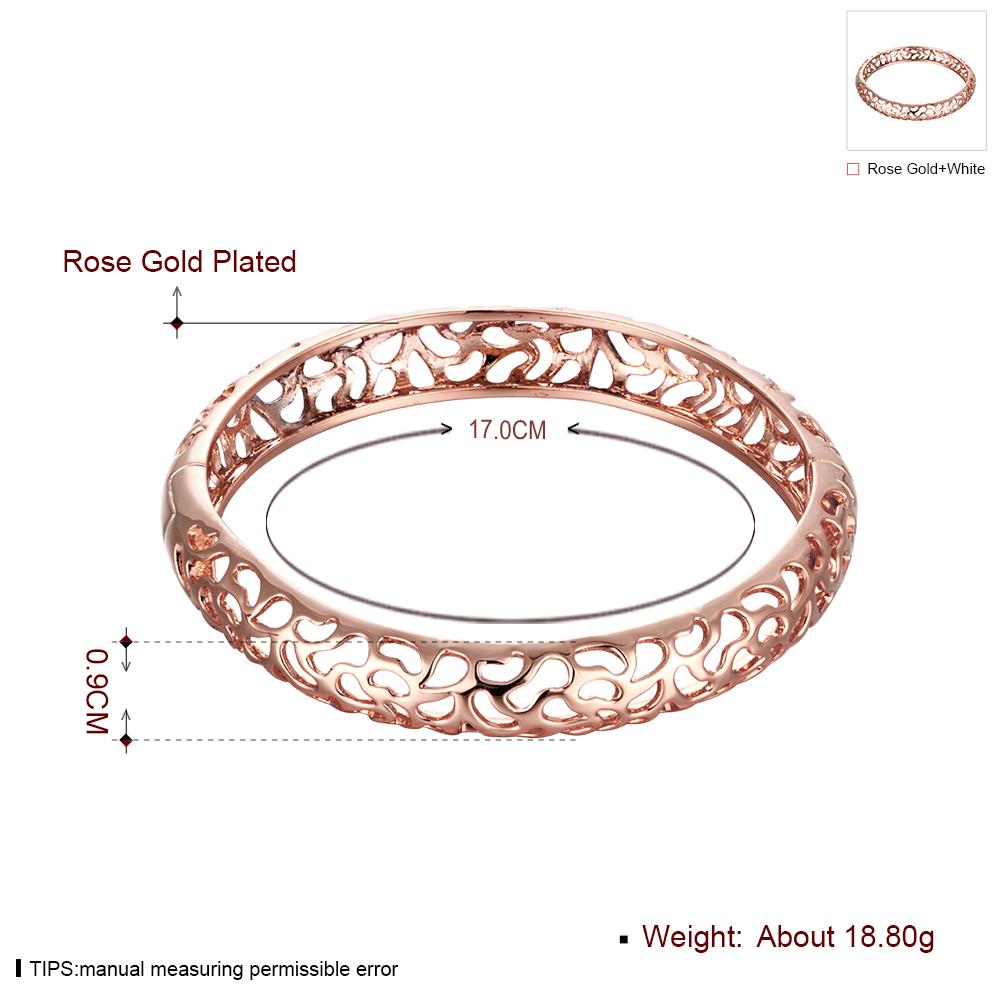 Rose Gold+White
Rose Gold Plated
17.0CM
0.9CM
Weight: About 18.80g
TIPS:manual measuring permissible error